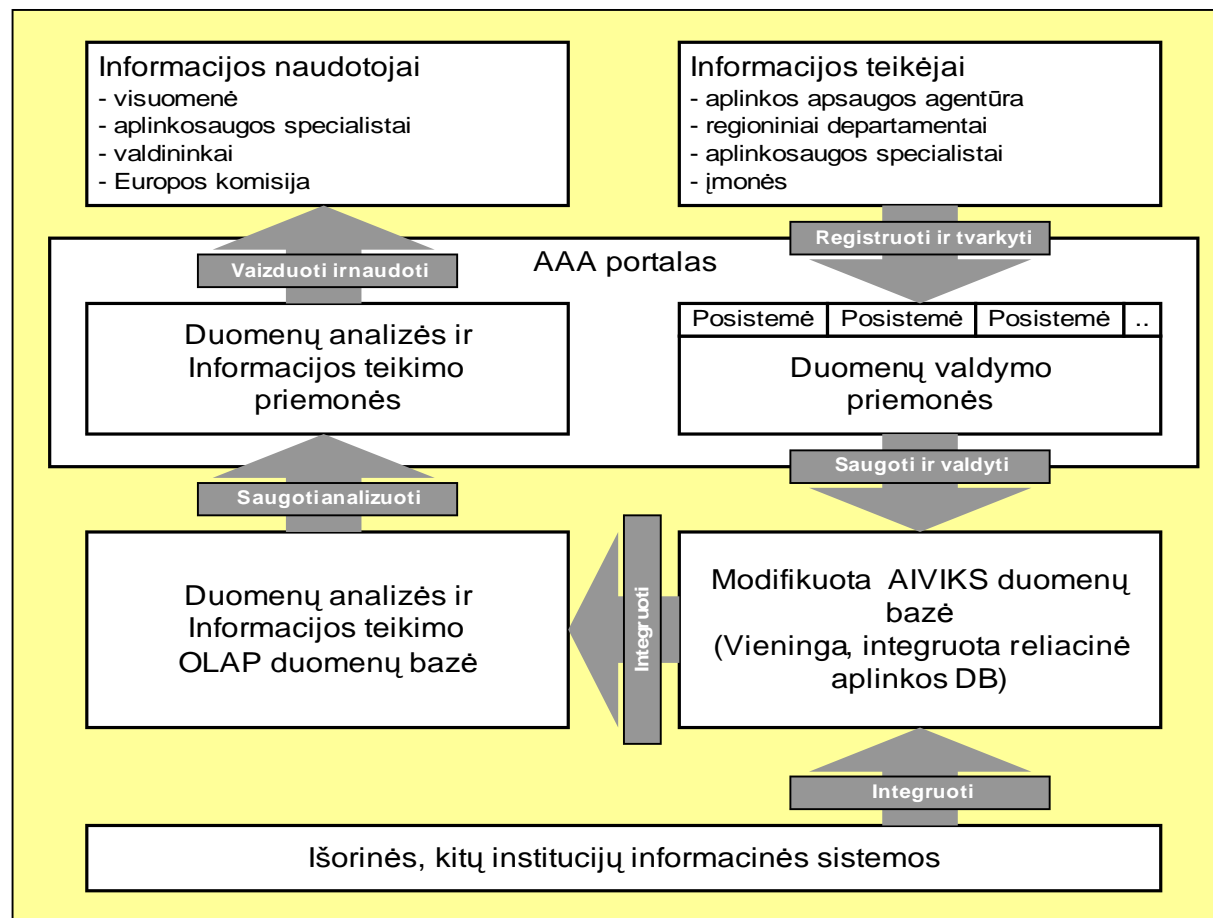 Informacijos naudotojai
- visuomenė
- aplinkosaugos specialistai
- valdininkai
- Europos komisija
Informacijos teikėjai
- aplinkos apsaugos agentūra
- regioniniai departamentai
- aplinkosaugos specialistai
- įmonės
Vaizduoti irnaudoti
Registruoti ir tvarkyti
AAA portalas
Duomenų analizės ir
Informacijos teikimo
priemonės
Posistemė Posistemė Posistemė ..
Duomenų valdymo
priemonės
Saugotianalizuoti
Saugoti ir valdyti
Duomenų analizės ir
Informacijos teikimo
OLAP duomenų bazė
Integruoti
Modifikuota AIVIKS duomenų
bazė
(Vieninga, integruota reliacinė
aplinkos DB)
Integruoti
Išorinės, kitų institucijų informacinės sistemos